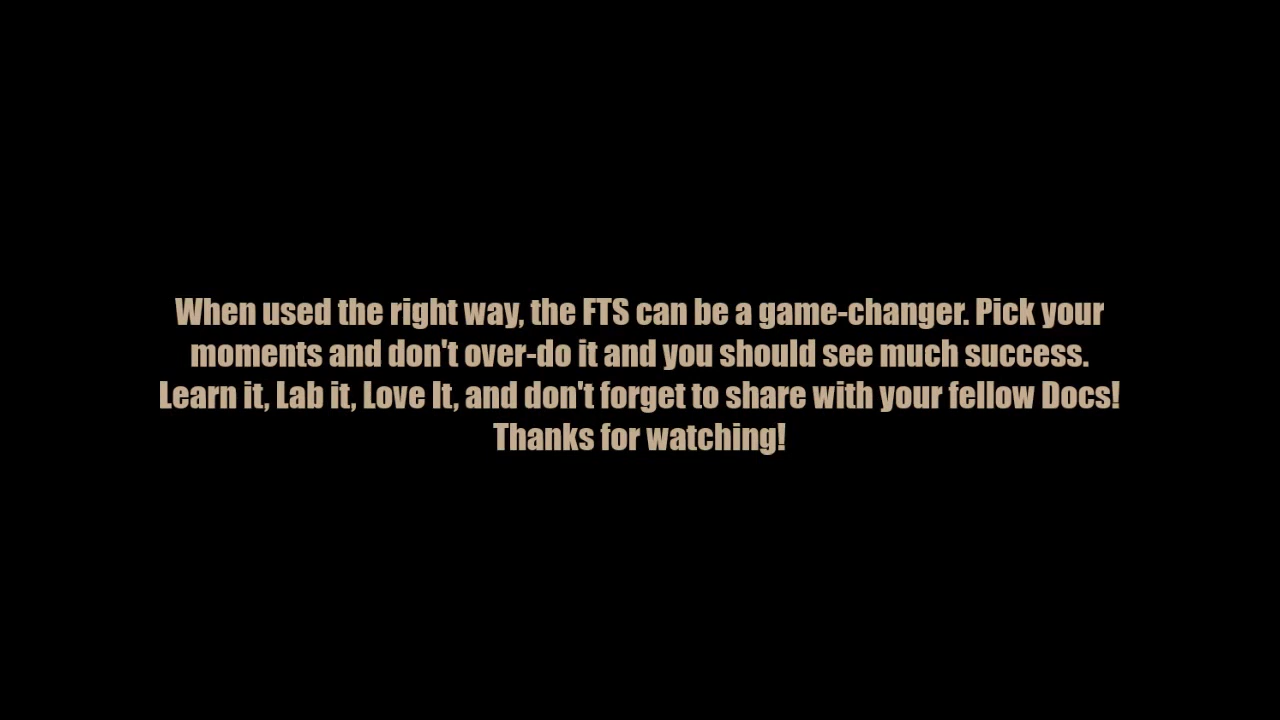 When used the right way, the FTS can be a game-changer. Pick your
moments and don't over-do it and you should see much success.
Learn it, Lab it, Love It, and don't forget to share with your fellow Docs!
Thanks for watching!